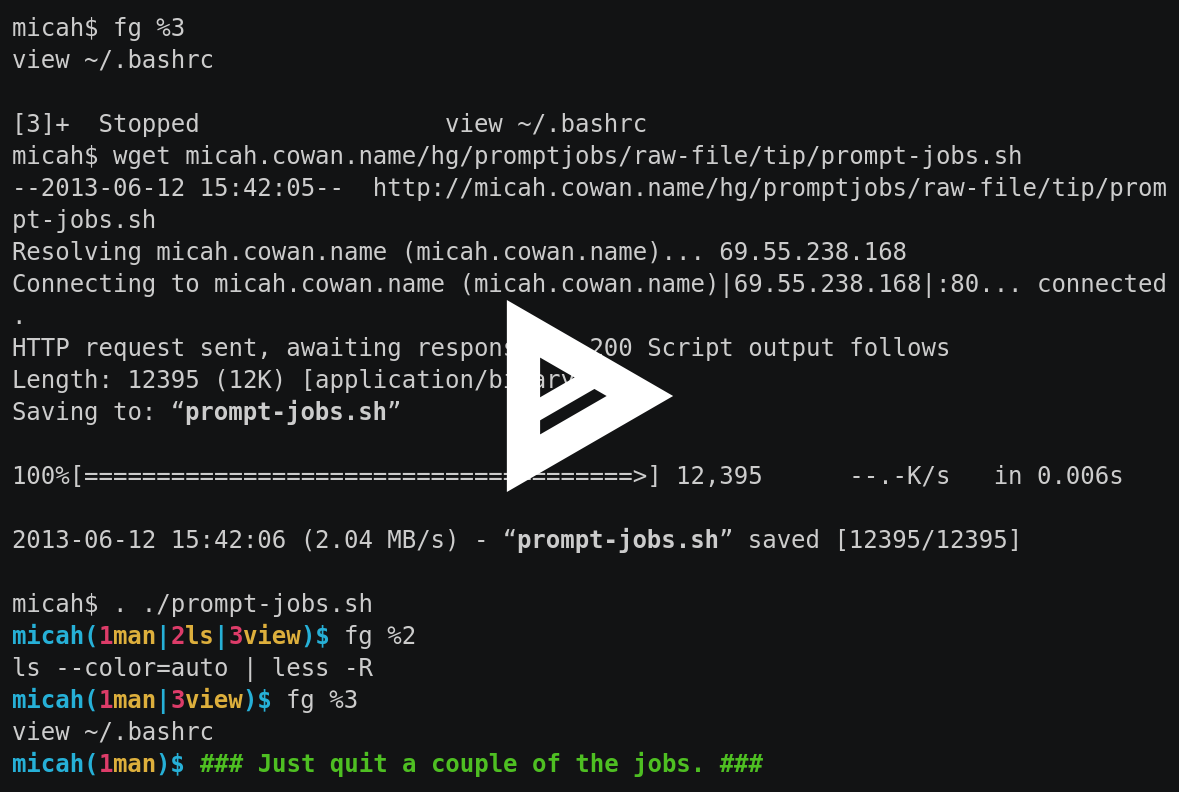 micah$ fg %3
view ~/.bashrc
[3]+  Stopped                 view ~/.bashrc
micah$ wget micah.cowan.name/hg/promptjobs/raw-file/tip/prompt-jobs.sh
--2013-06-12 15:42:05--  http://micah.cowan.name/hg/promptjobs/raw-file/tip/prom
pt-jobs.sh
Resolving micah.cowan.name (micah.cowan.name)... 69.55.238.168
Connecting to micah.cowan.name (micah.cowan.name)|69.55.238.168|:80... connected
.
HTTP request sent, awaiting 200 Script output follows
Length: 12395 (12K)
Saving to: “prompt-jobs.sh”
100%[======================================>] 12,395      --.-K/s   in 0.006s
2013-06-12 15:42:06 (2.04 MB/s) - “prompt-jobs.sh” saved [12395/12395]
micah$ . ./prompt-jobs.sh
micah(1man|2ls|3view)$ fg %2
ls --color=auto | less -R
micah(1man|3view)$ fg %3
view ~/.bashrc
micah(1man)$ ### Just quit a couple of the jobs. ###